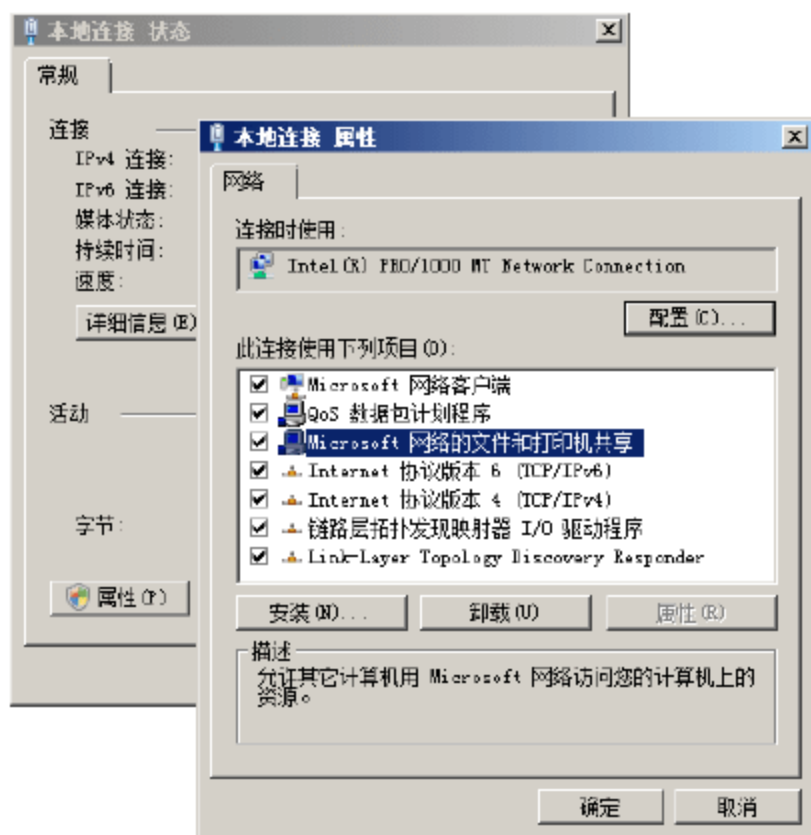 本地连接 状态
常规
连接
IPv4 连接:
IPv6 连接:
媒体状态:
持续时间:
速度:
详细信息(E)
活动
字节:
属性(P)
本地连接 属性
网络
连接时使用:
Intel(R) PRO/1000 MT Network Connection
配置(C)...
此连接使用下列项目(O):
Microsoft 网络客户端
QoS 数据包计划程序
Microsoft 网络的文件和打印机共享
Internet 协议版本 6 (TCP/IPv6)
Internet 协议版本 4 (TCP/IPv4)
链路层拓扑发现映射器 I/O 驱动程序
Link-Layer Topology Discovery Responder
安装(N)...
卸载(U)
属性(R)
描述
允许其它计算机用 Microsoft 网络访问您的计算机上的
资源。
确定
取消